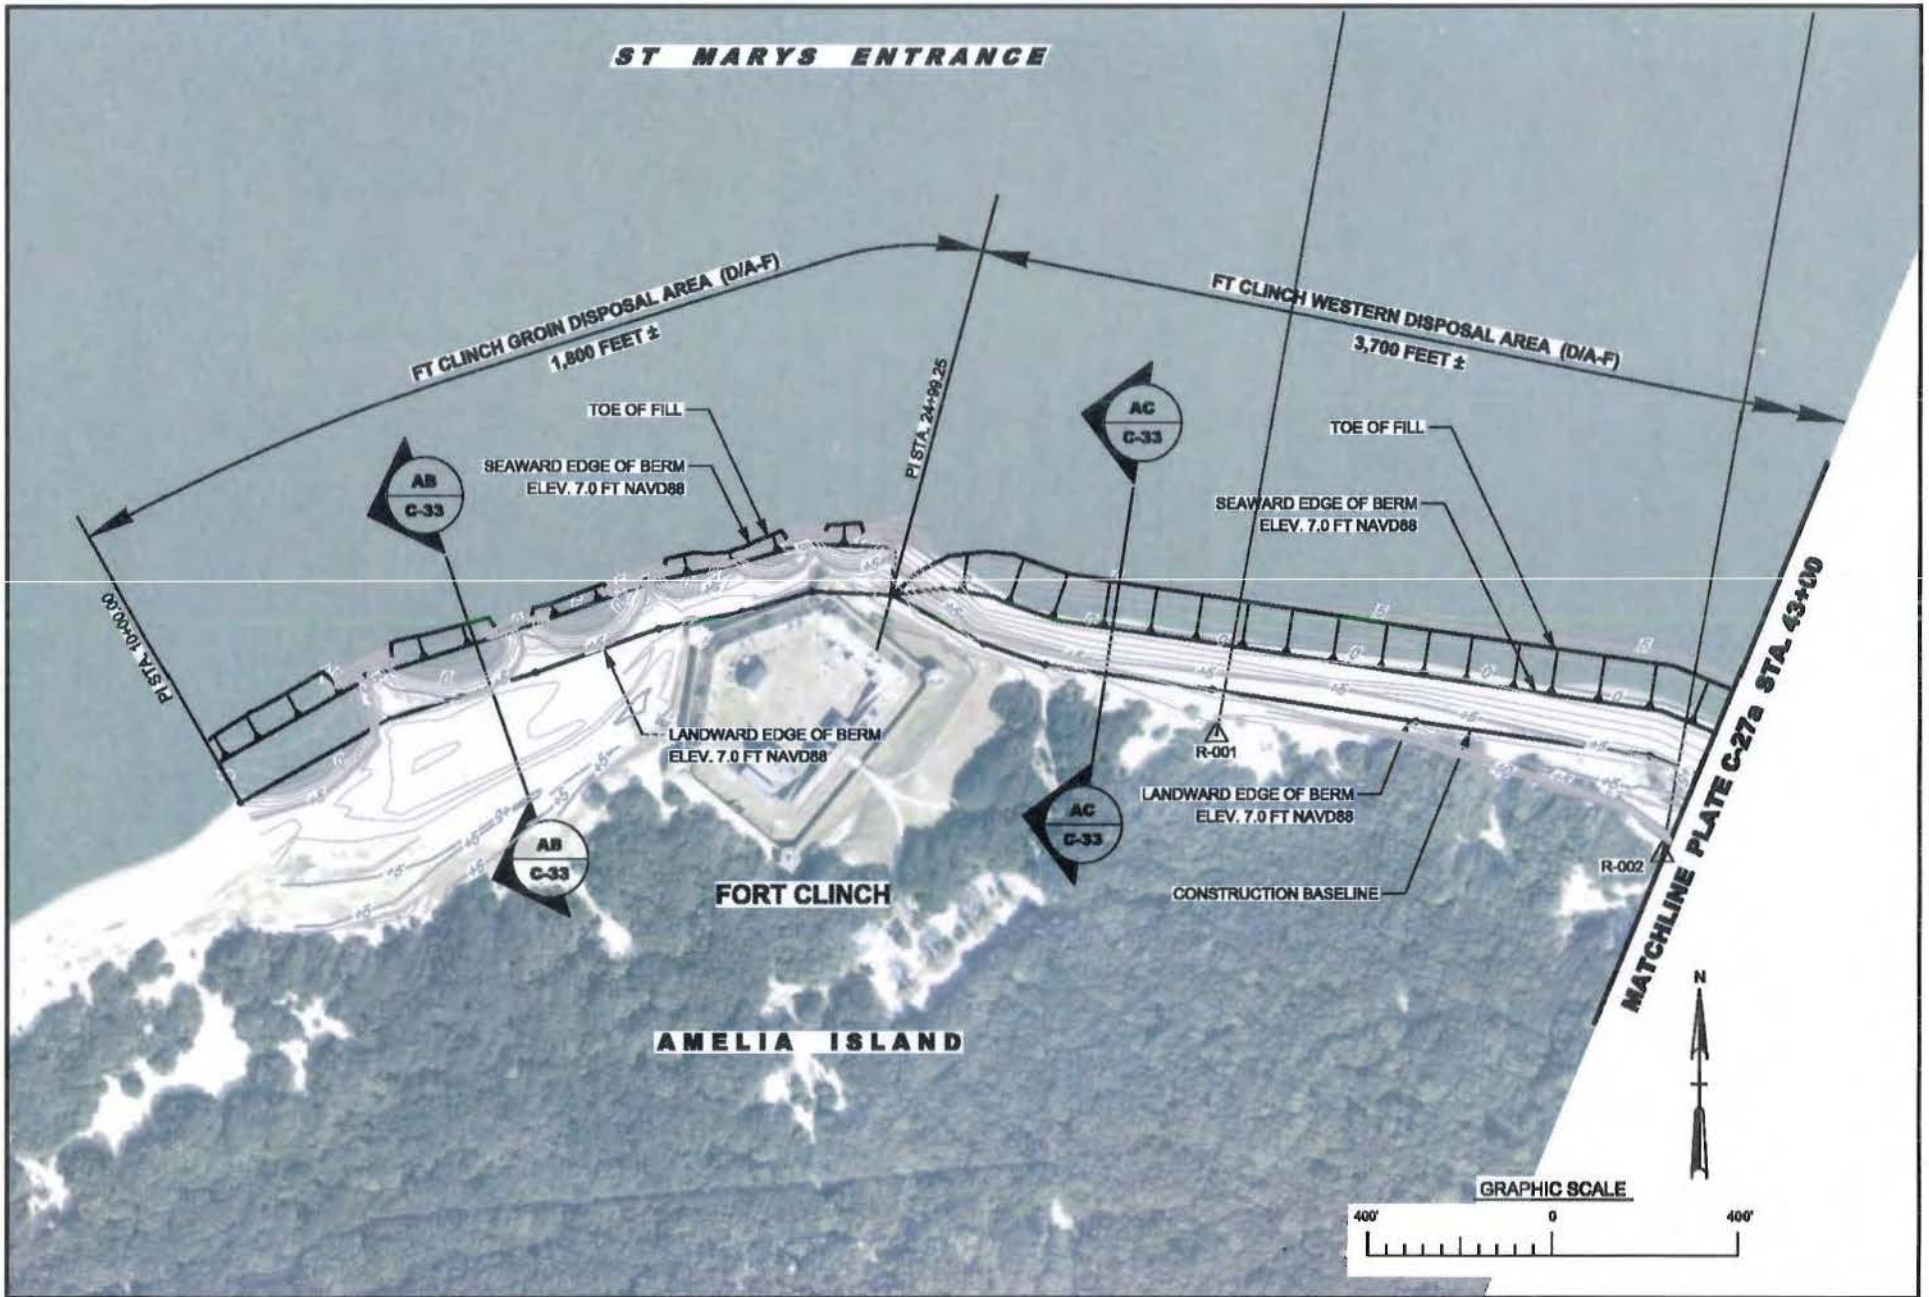 ST MARYS ENTRANCE
FT CLINCH GROIN DISPOSAL AREA (D/A-F)
1,800 FEET ±
FT CLINCH WESTERN DISPOSAL AREA (D/A-F)
3,700 FEET ±
TOE OF FILL
SEAWARD EDGE OF BERM
ELEV. 7.0 FT NAVD88
AB
C-33
PI STA. 24+99.25
AC
C-33
TOE OF FILL
SEAWARD EDGE OF BERM
ELEV. 7.0 FT NAVD88
PI STA. 10+00.00
LANDWARD EDGE OF BERM
ELEV. 7.0 FT NAVD88
R-001
LANDWARD EDGE OF BERM
ELEV. 7.0 FT NAVD88
AB
C-33
AC
C-33
R-002
CONSTRUCTION BASELINE
FORT CLINCH
MATCHLINE PLATE C-27a STA. 43+00
AMELIA ISLAND
N
GRAPHIC SCALE
400' 0 400'